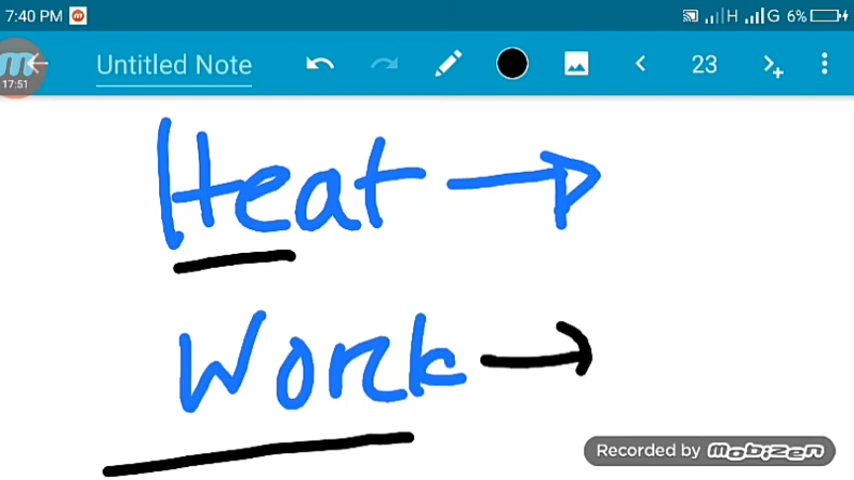 7:40 PM H G 6%
17:51 Untitled Note 23
Heat →
Work →
Recorded by mobizen